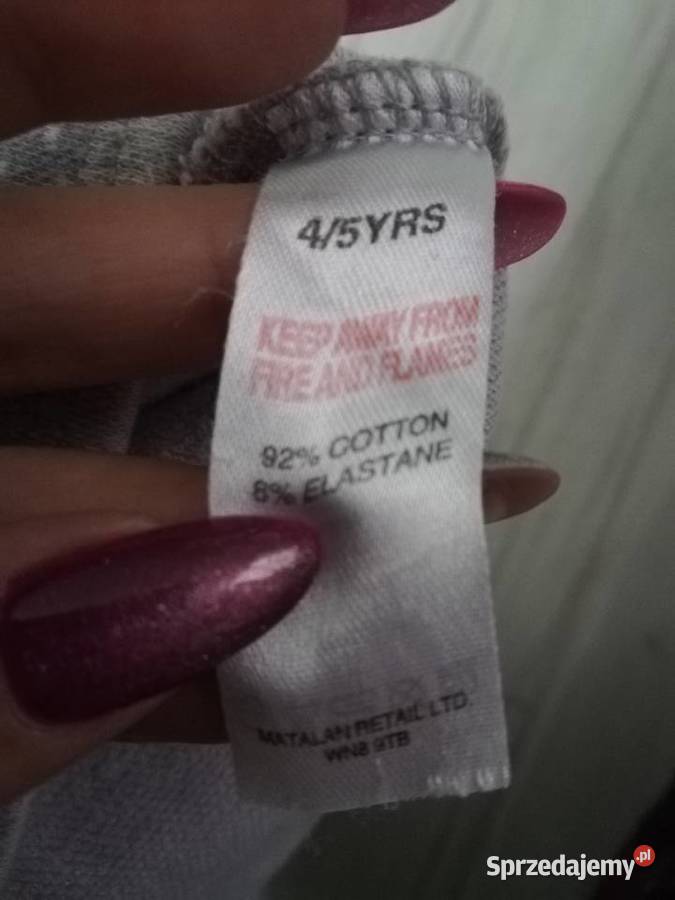 4/5YRS
KEEP AWAY FROM
FIRE AND FLAMES
92% COTTON
8% ELASTANE
MATALAN RETAIL LTD.
WN8 9TB
Sprzedajemy.pl